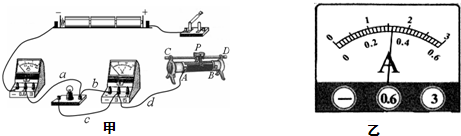 − +
C P D
a b A B
c d
甲
0 1 2 3
0 0.2 0.4 0.6
A
− 0.6 3
乙